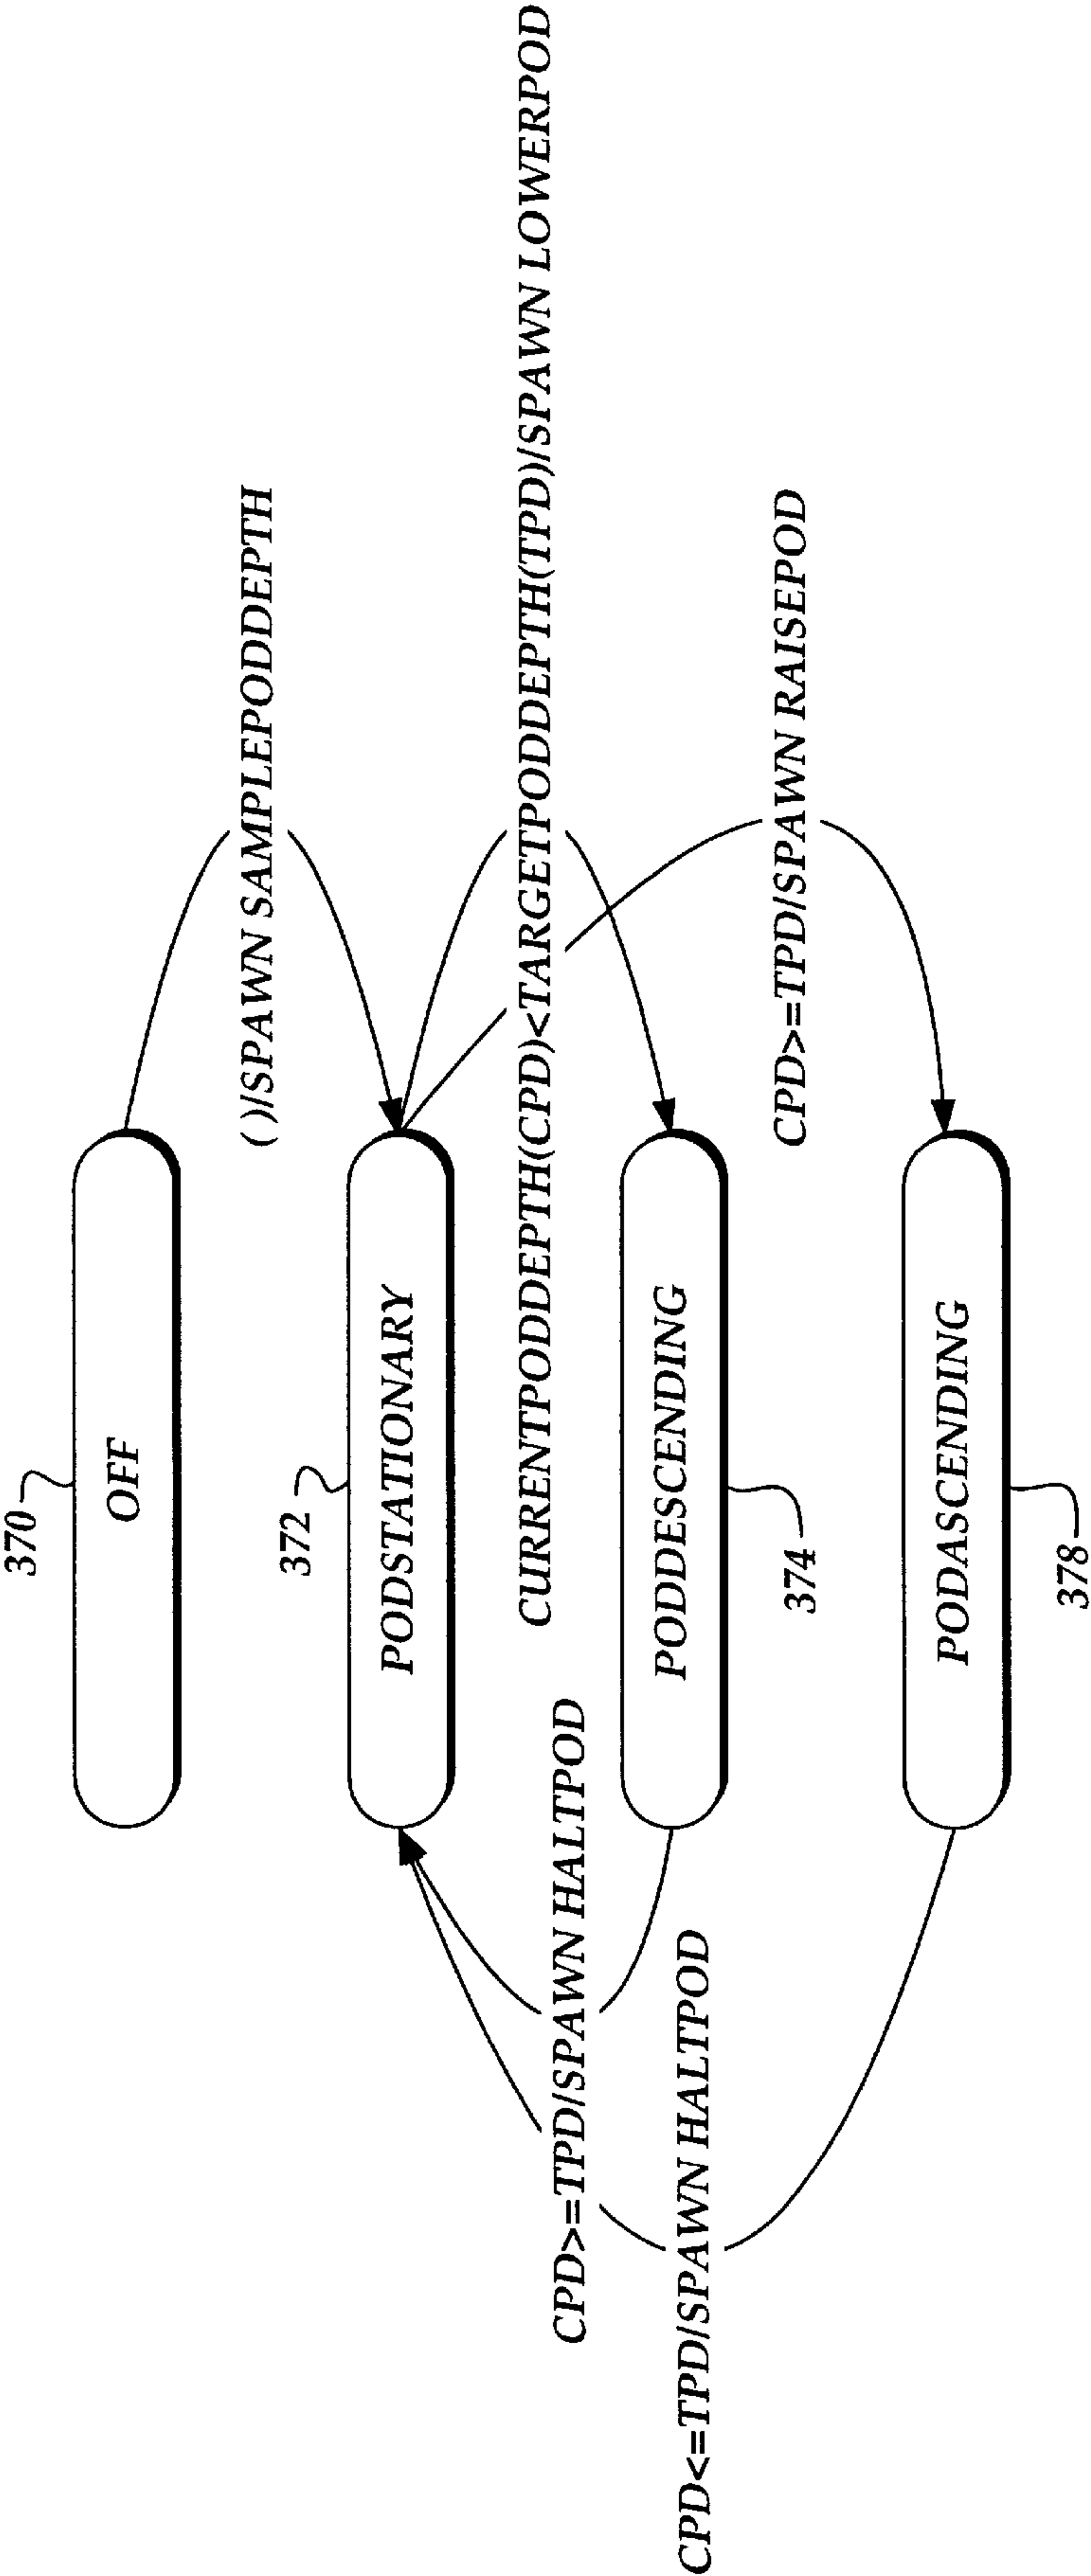 370
OFF
( )/SPAWN SAMPLEPODDEPTH
372
PODSTATIONARY
CURRENTPODDEPTH(CPD)<TARGETPODDEPTH(TPD)/SPAWN LOWERPOD
CPD>=TPD/SPAWN HALTPOD
PODDESCENDING
374
CPD<=TPD/SPAWN HALTPOD
CPD>=TPD/SPAWN RAISEPOD
PODASCENDING
378